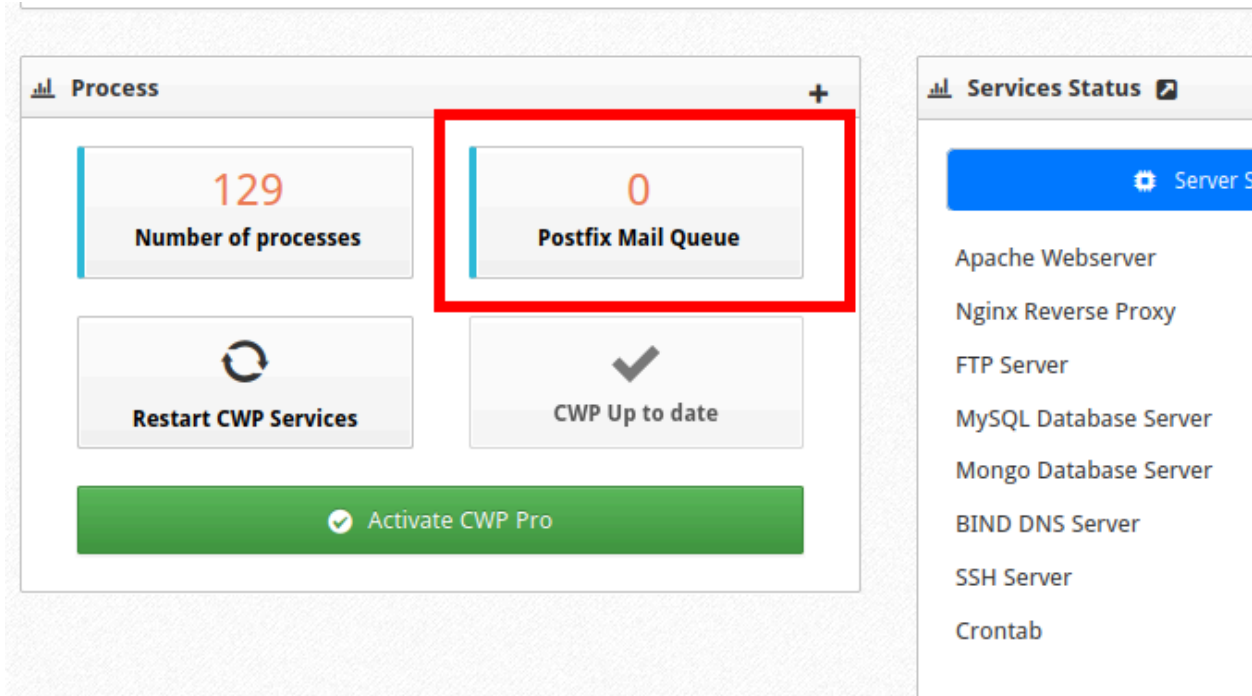 Process
129
Number of processes
0
Postfix Mail Queue
Restart CWP Services
CWP Up to date
Activate CWP Pro
Services Status
Server
Apache Webserver
Nginx Reverse Proxy
FTP Server
MySQL Database Server
Mongo Database Server
BIND DNS Server
SSH Server
Crontab